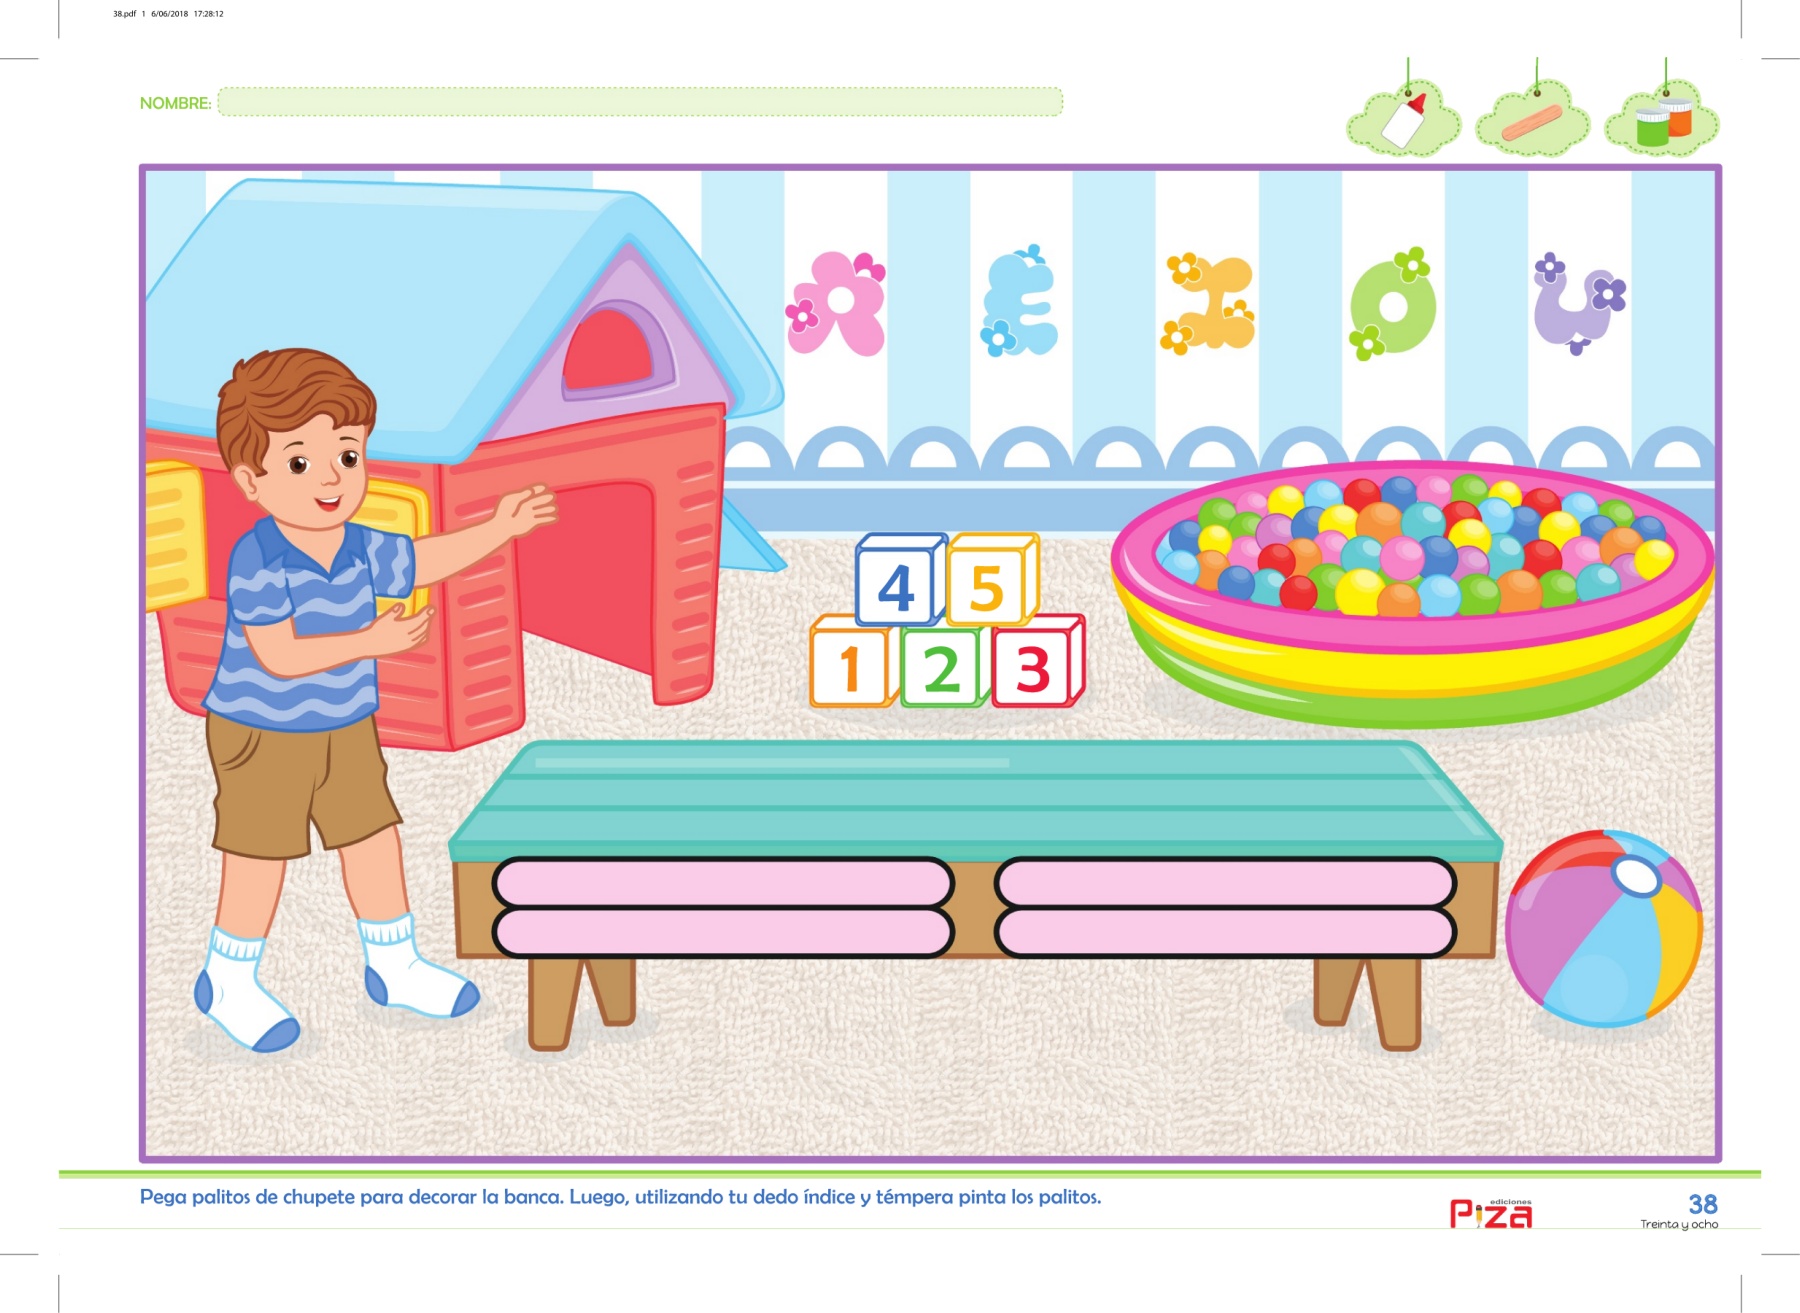 38.pdf 1 6/06/2018 17:28:12
NOMBRE:
A E I O U
4 5
1 2 3
Pega palitos de chupete para decorar la banca. Luego, utilizando tu dedo índice y témpera pinta los palitos.
ediciones
Piza
38
Treinta y ocho